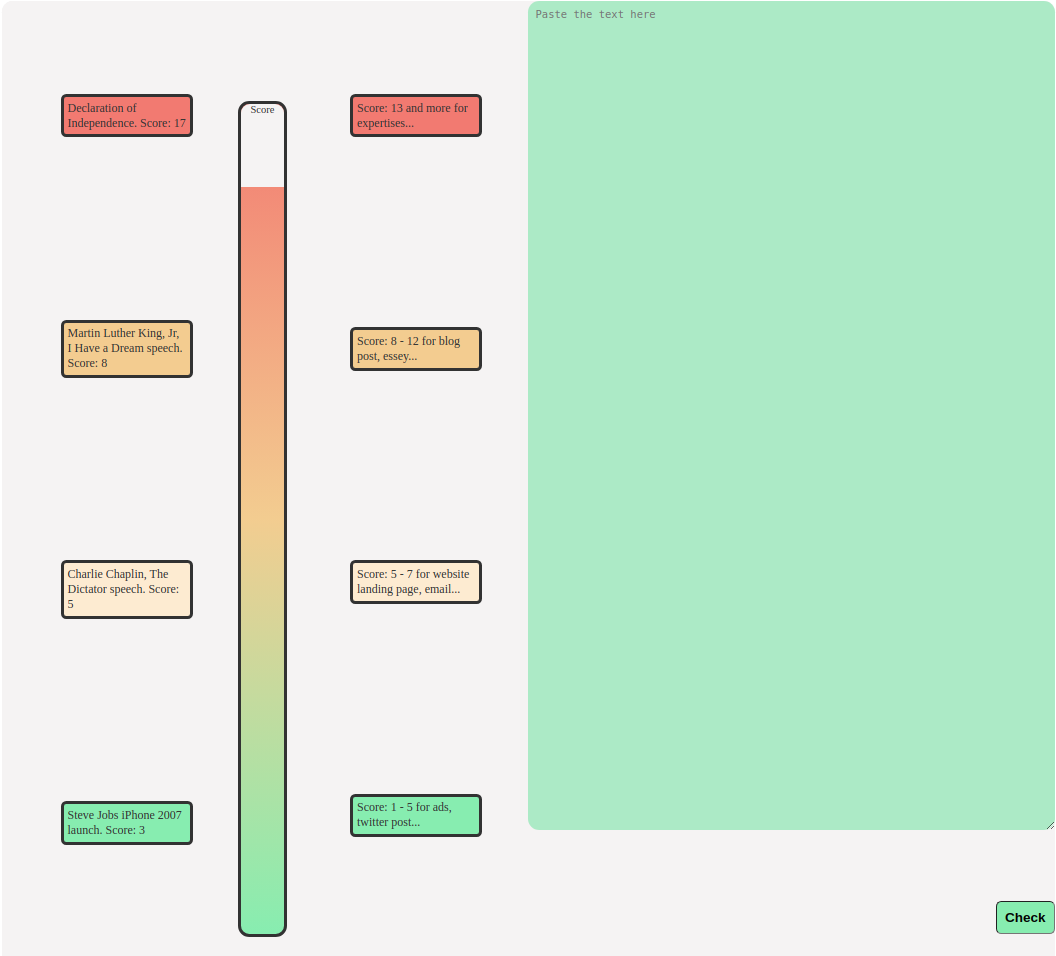 Declaration of
Independence. Score: 17
Martin Luther King, Jr,
I Have a Dream speech.
Score: 8
Charlie Chaplin, The
Dictator speech. Score:
5
Steve Jobs iPhone 2007
launch. Score: 3
Score
Score: 13 and more for
expertises...
Score: 8 - 12 for blog
post, essey...
Score: 5 - 7 for website
landing page, email...
Score: 1 - 5 for ads,
twitter post...
Paste the text here
Check